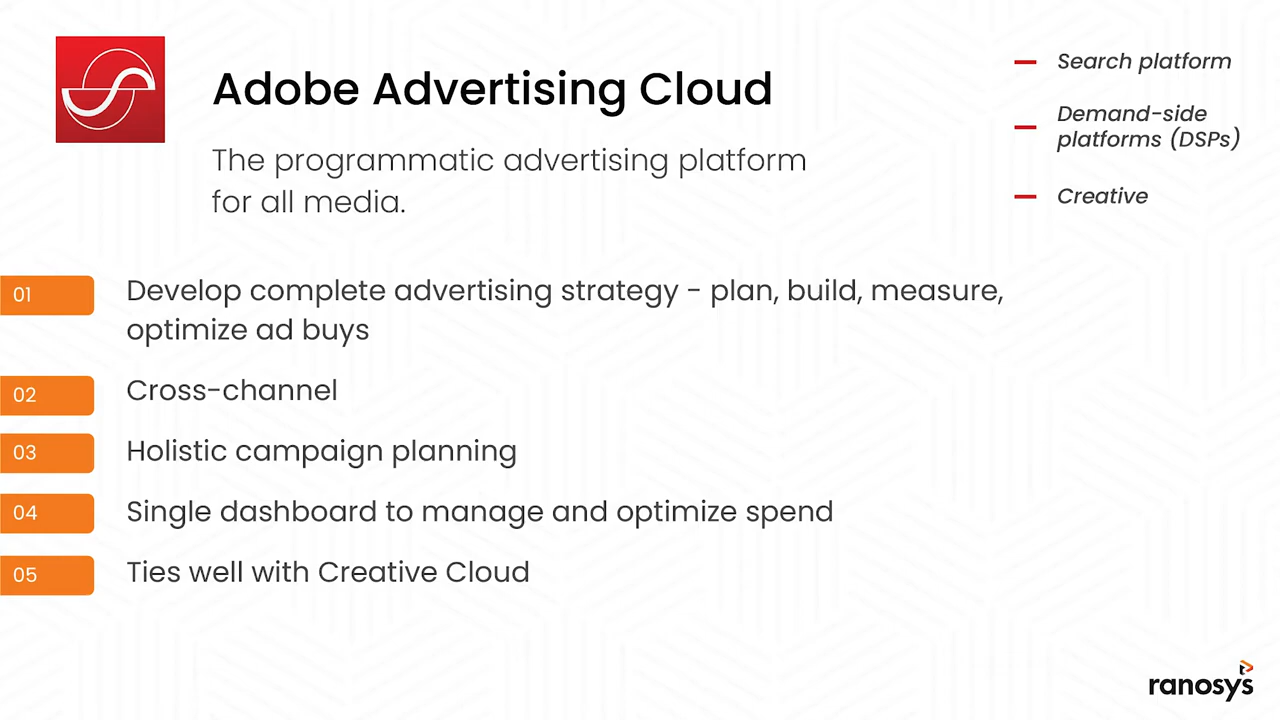 Adobe Advertising Cloud
The programmatic advertising platform
for all media.
Search platform
Demand-side
platforms (DSPs)
Creative
01
Develop complete advertising strategy - plan, build, measure,
optimize ad buys
02
Cross-channel
03
Holistic campaign planning
04
Single dashboard to manage and optimize spend
05
Ties well with Creative Cloud
ranosys